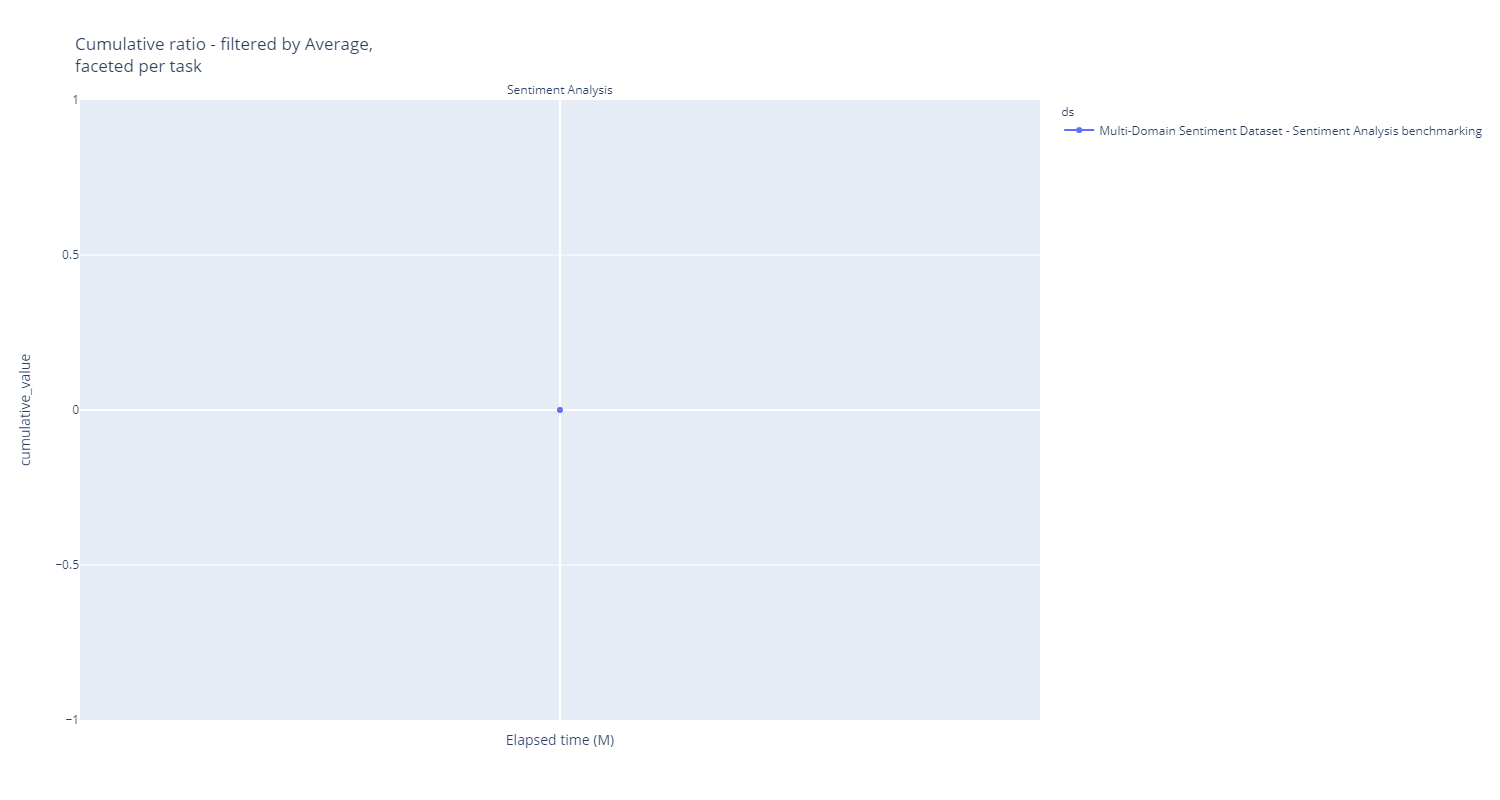 Cumulative ratio - filtered by Average,
faceted per task
Sentiment Analysis
1
0.5
0
−0.5
−1
cumulative_value
Elapsed time (M)
ds
Multi-Domain Sentiment Dataset - Sentiment Analysis benchmarking